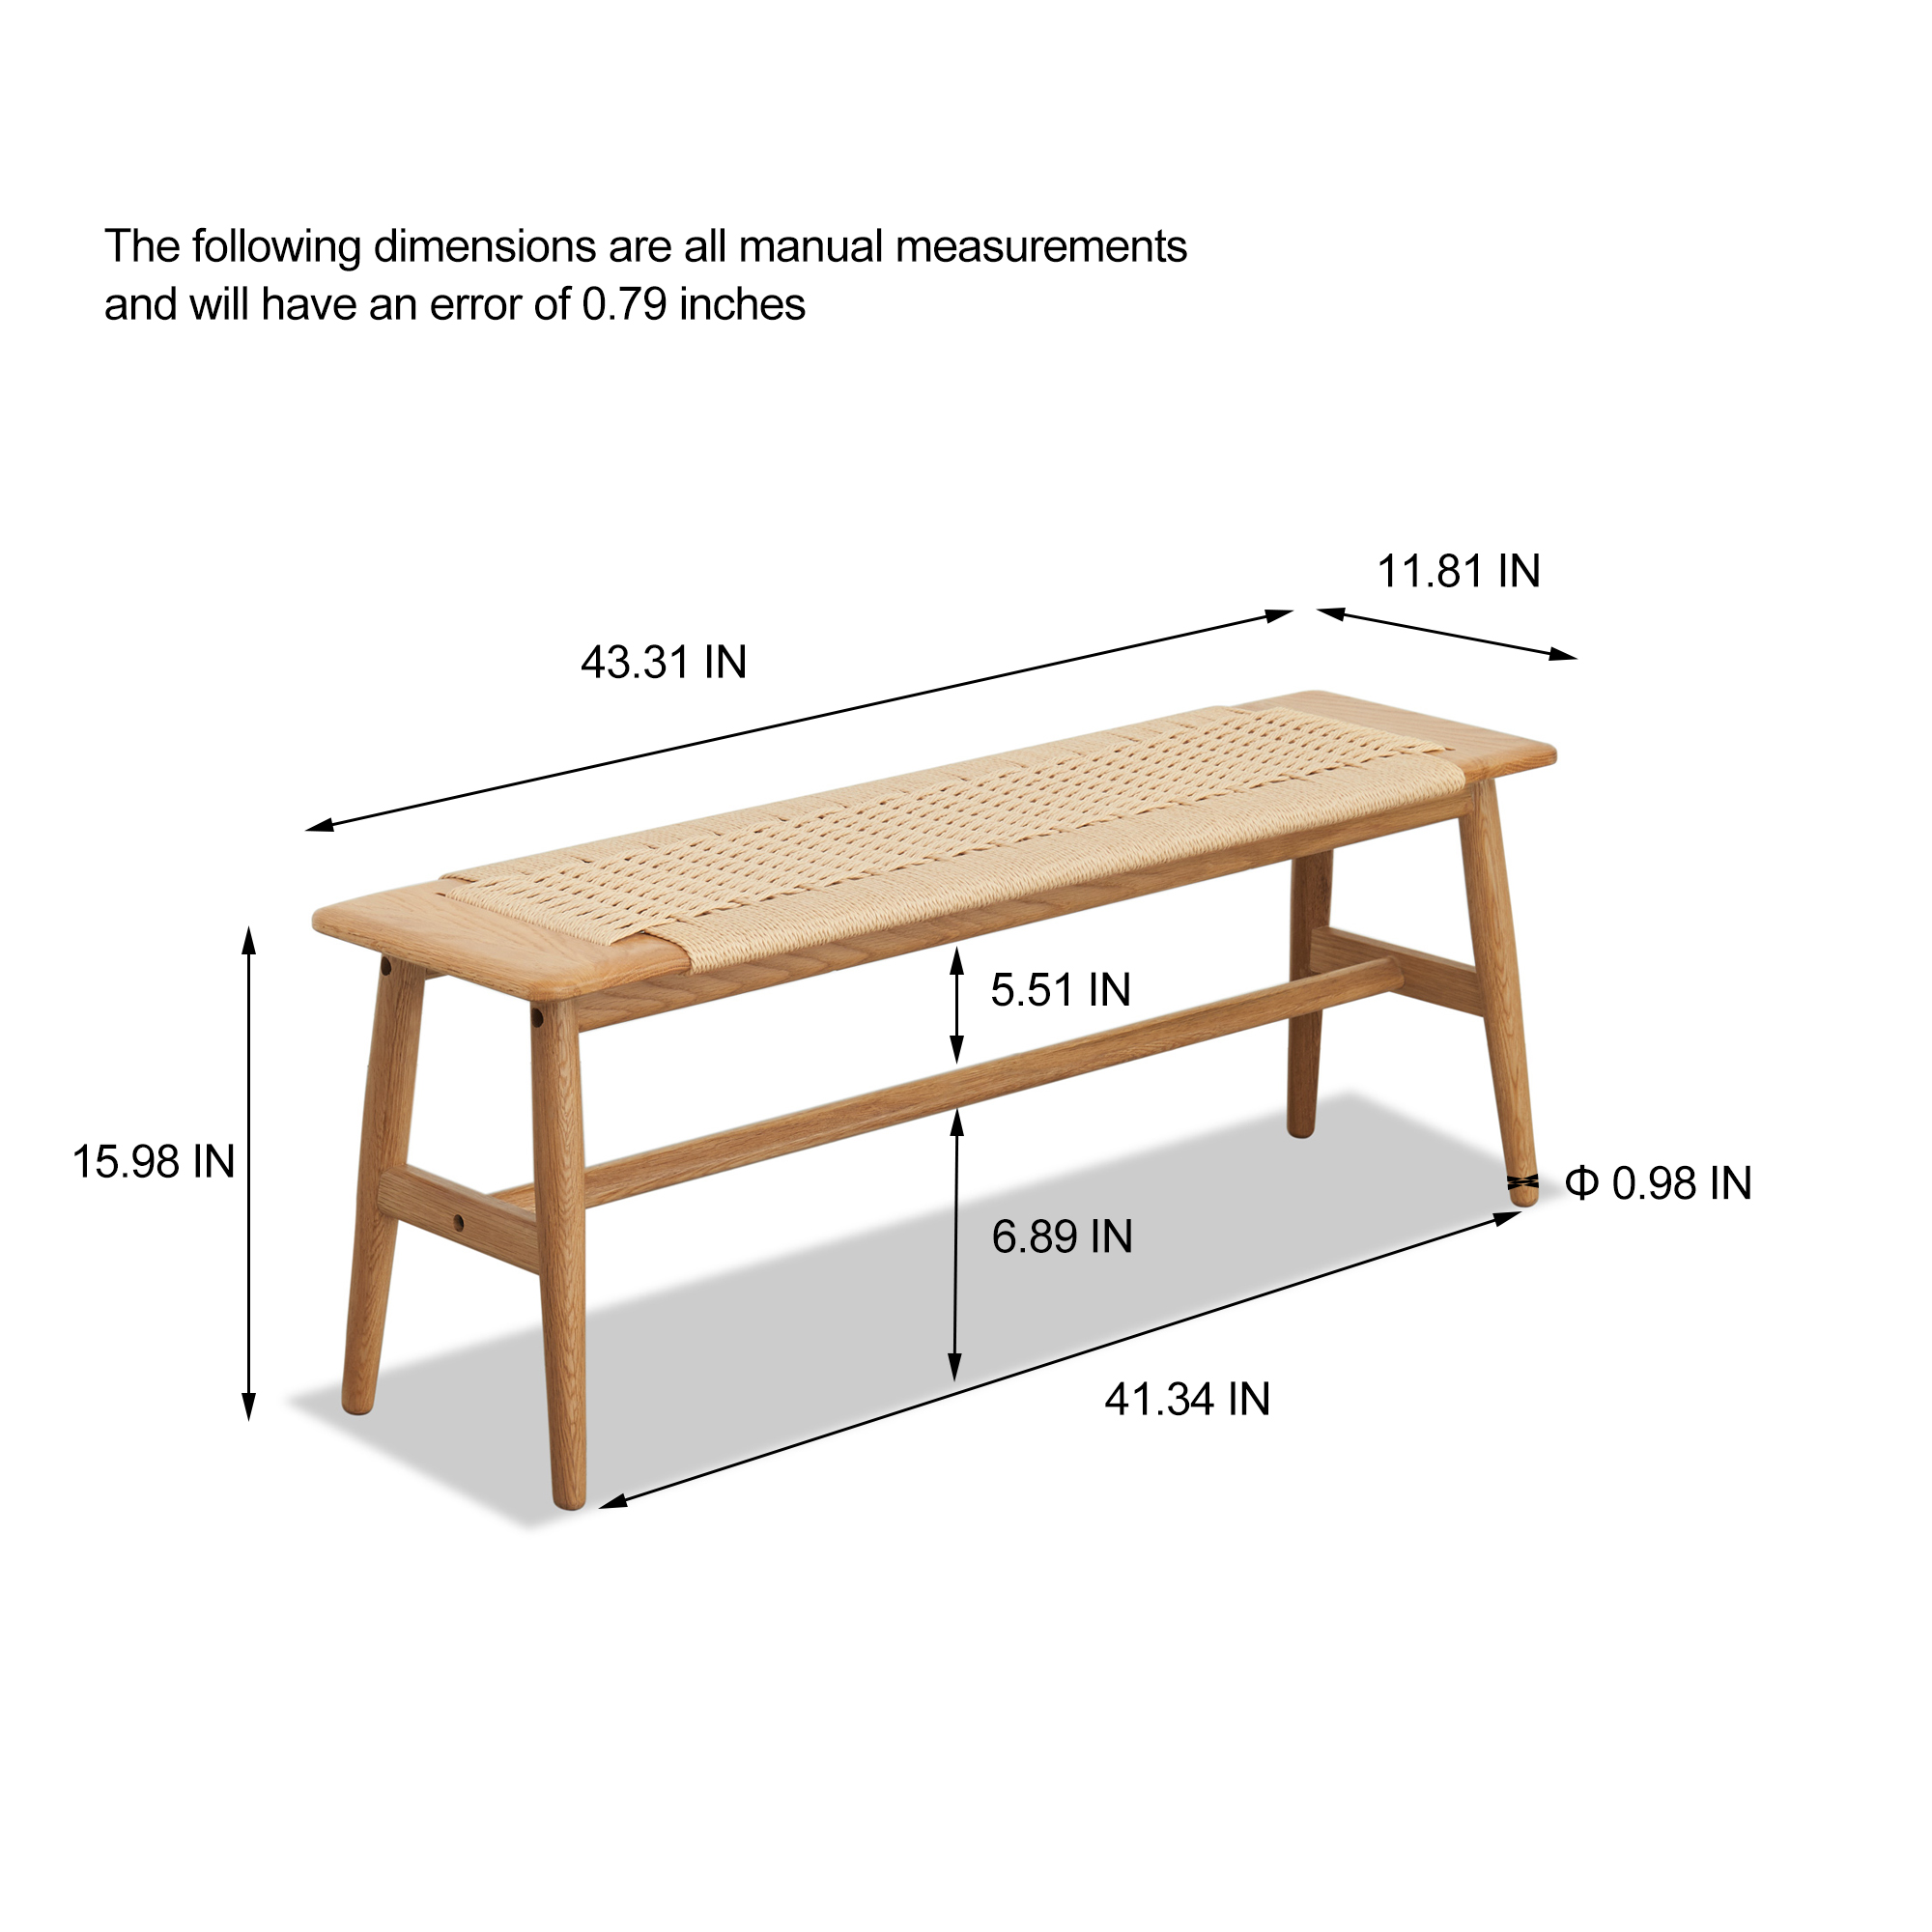 The following dimensions are all manual measurements
and will have an error of 0.79 inches
11.81 IN
43.31 IN
5.51 IN
15.98 IN
Φ 0.98 IN
6.89 IN
41.34 IN